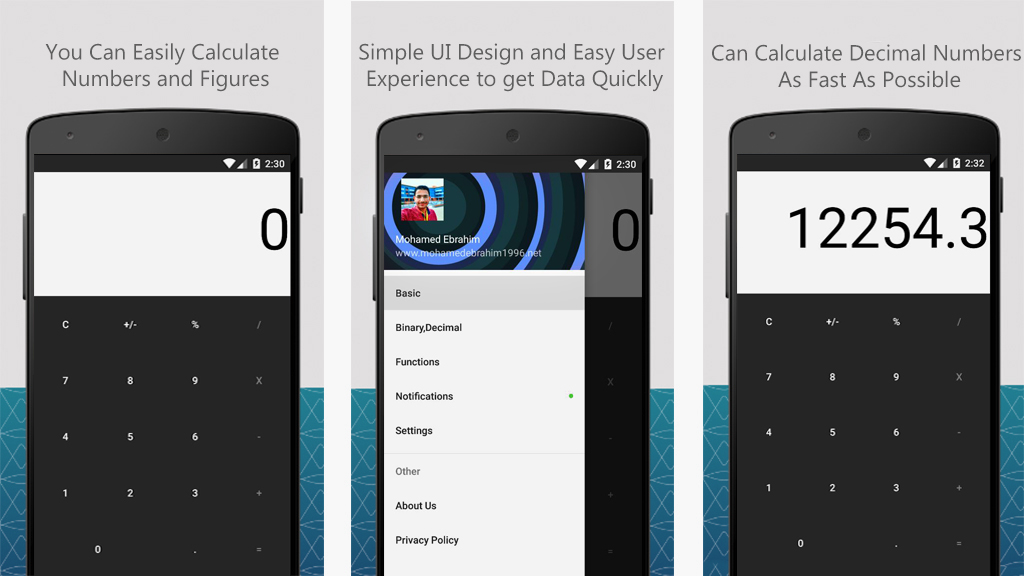 You Can Easily Calculate
Numbers and Figures
2:30
0
C +/- % /
7 8 9 X
4 5 6 -
1 2 3 +
0 . =
Simple UI Design and Easy User
Experience to get Data Quickly
2:30
Mohamed Ebrahim
www.mohamedebrahim1996.net
0
Basic
Binary,Decimal
Functions
Notifications
Settings
Other
About Us
Privacy Policy
/
X
-
+
=
Can Calculate Decimal Numbers
As Fast As Possible
2:32
12254.3
C +/- % /
7 8 9 X
4 5 6 -
1 2 3 +
0 . =